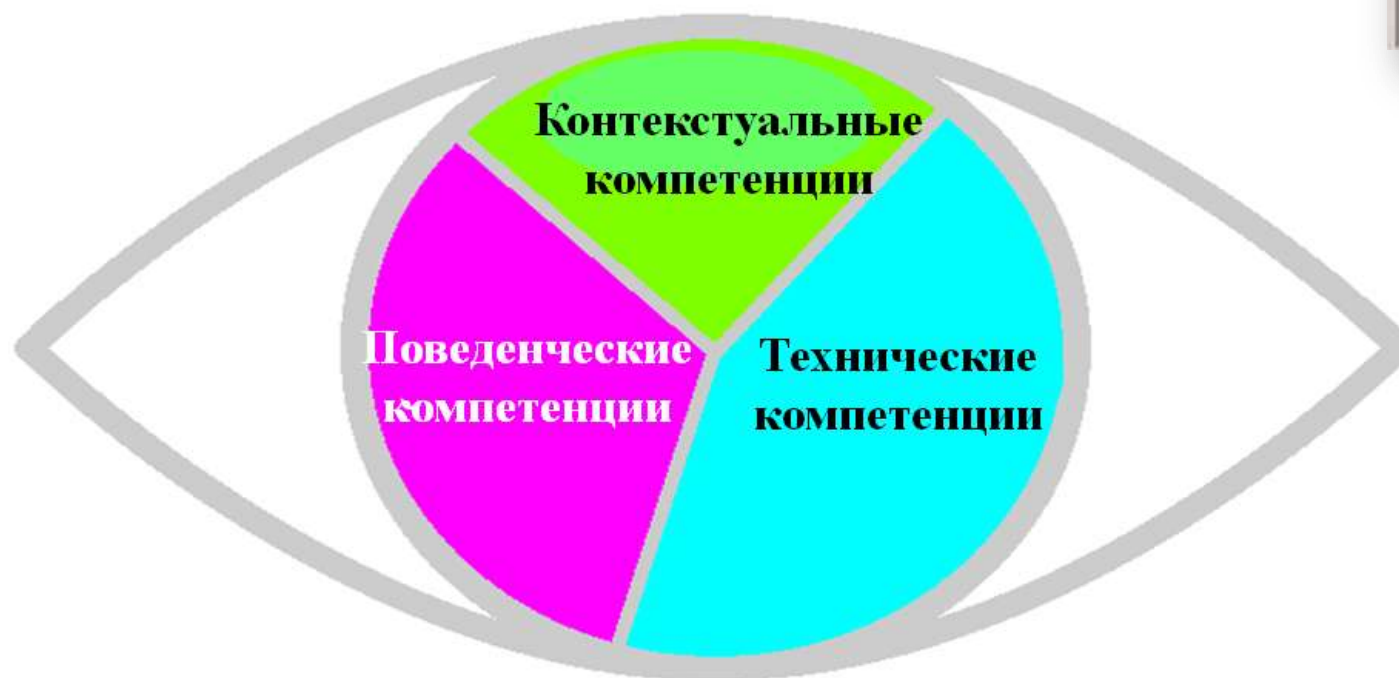 Контекстуальные
компетенции
Поведенческие
компетенции
Технические
компетенции